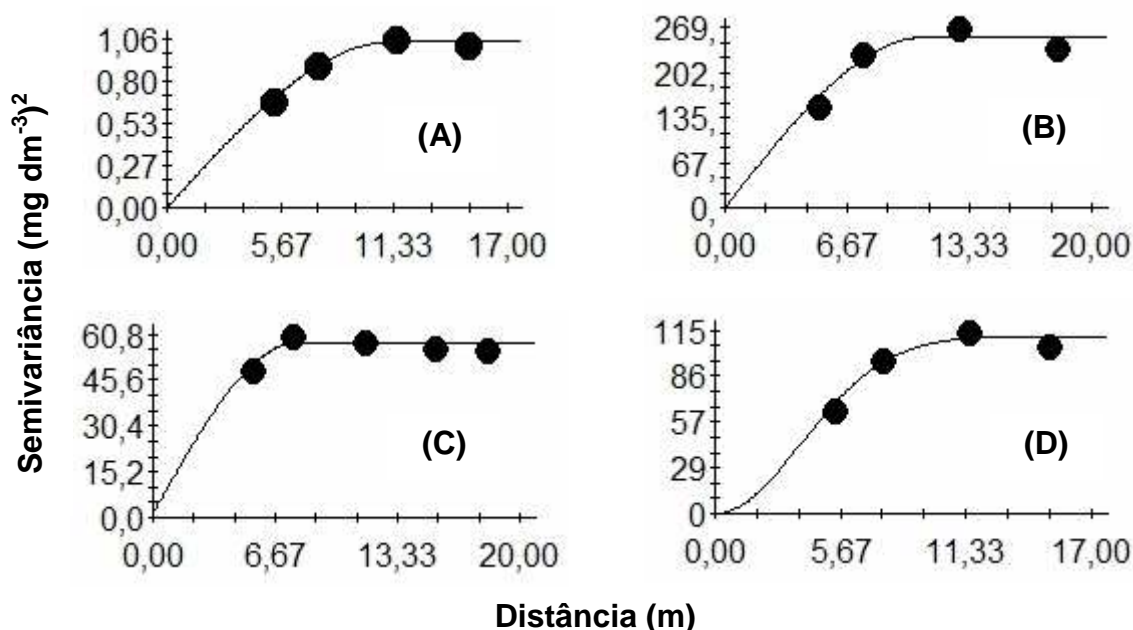 Semivariância (mg dm⁻³)²
1,06
0,80
0,53
0,27
0,00
0,00 5,67 11,33 17,00
(A)
269,
202,
135,
67,
0,
0,00 6,67 13,33 20,00
(B)
60,8
45,6
30,4
15,2
0,0
0,00 6,67 13,33 20,00
(C)
115
86
57
29
0
0,00 5,67 11,33 17,00
(D)
Distância (m)